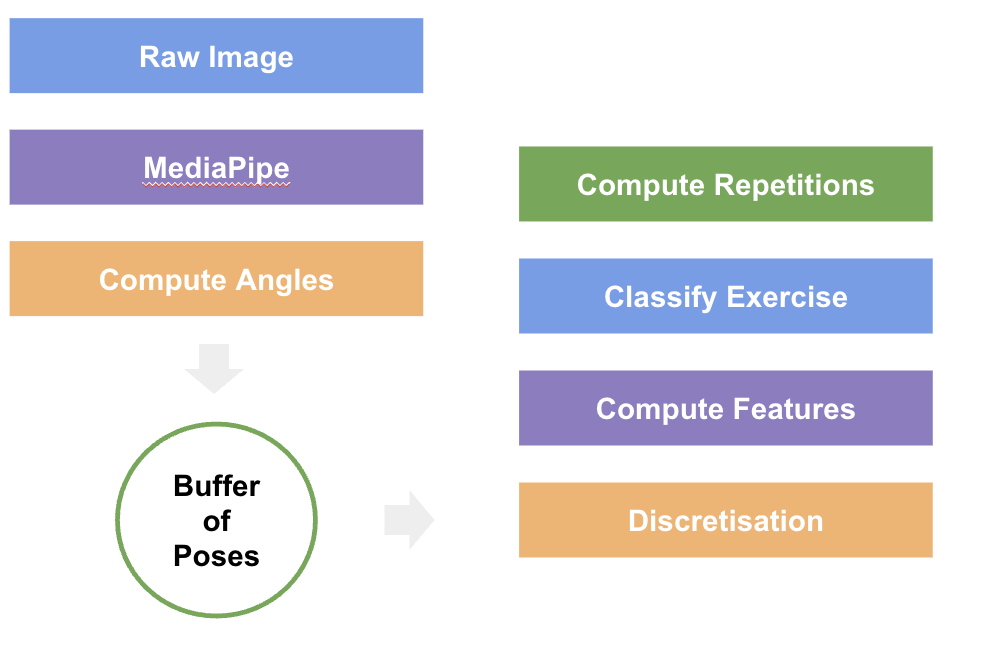 Raw Image
MediaPipe
Compute Angles
Buffer
of
Poses
Compute Repetitions
Classify Exercise
Compute Features
Discretisation